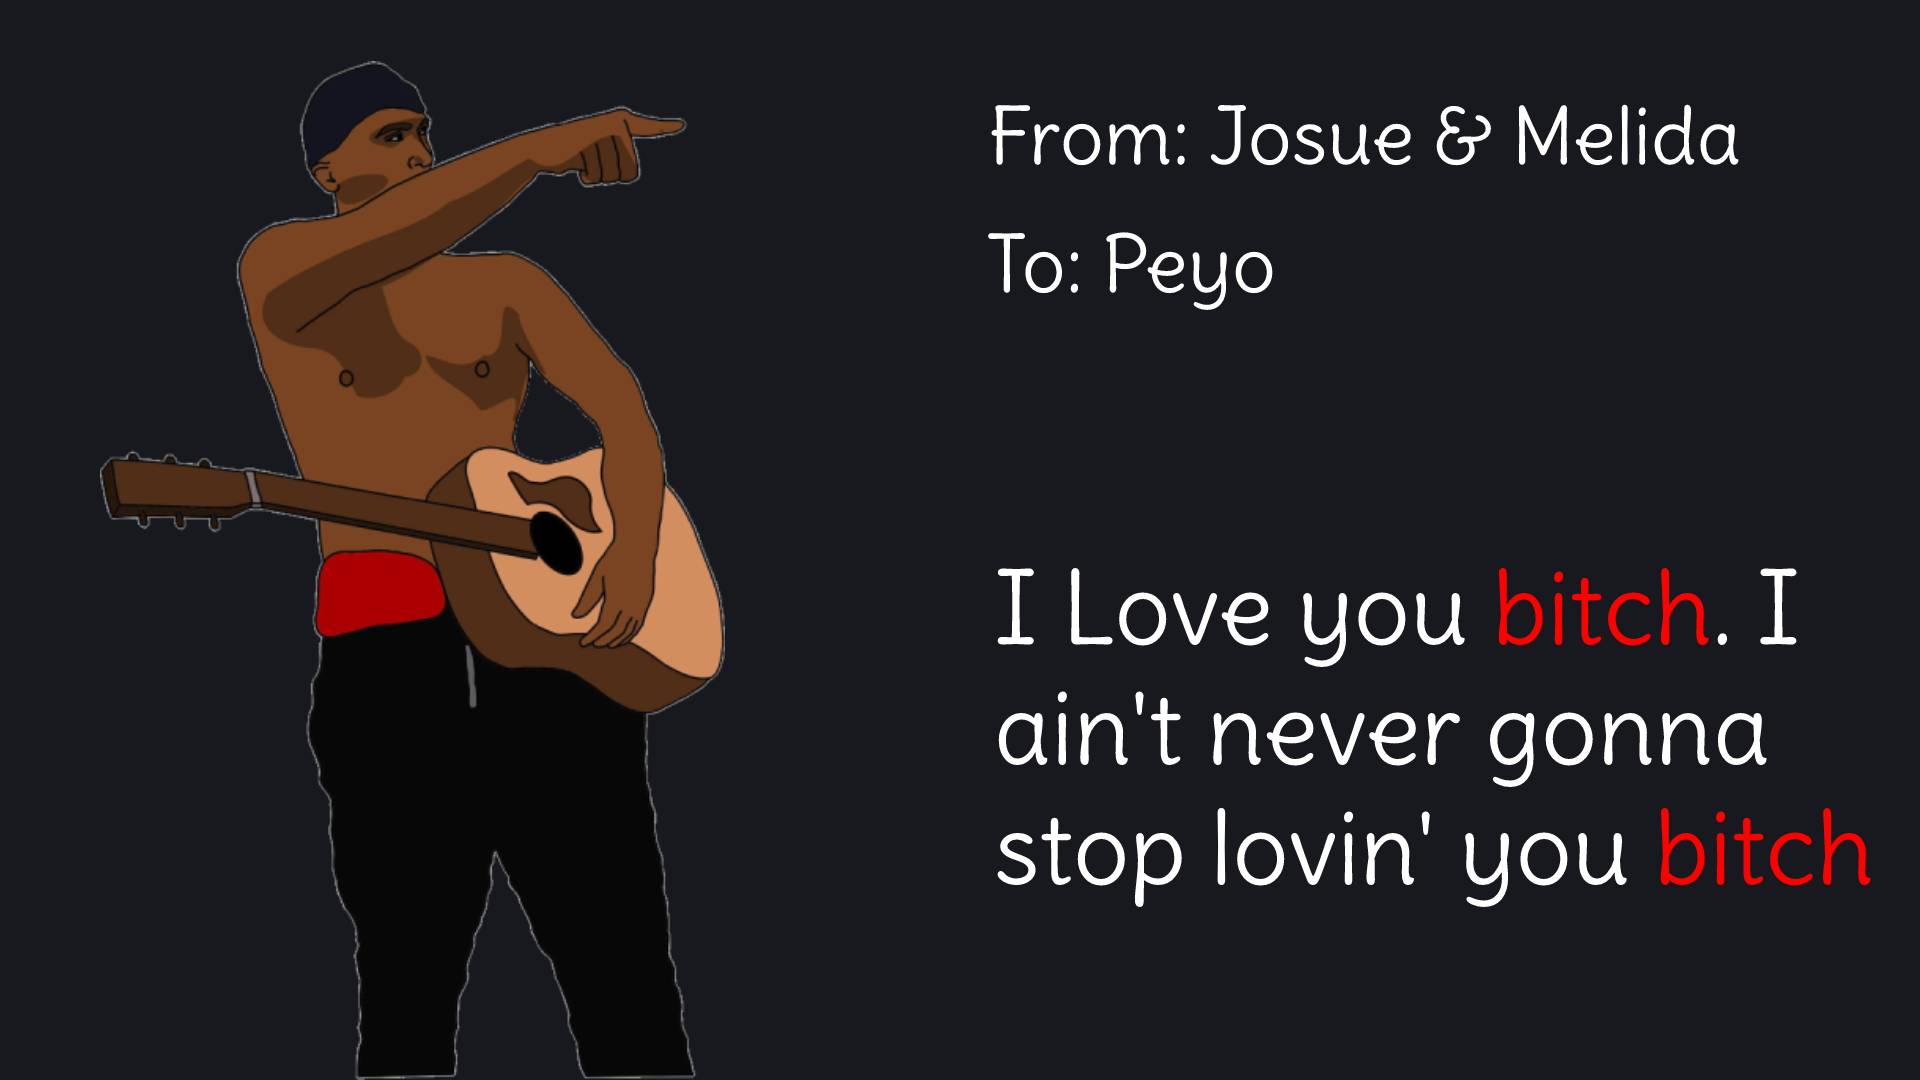 From: Josue & Melida
To: Peyo
I Love you bitch. I
ain't never gonna
stop lovin' you bitch